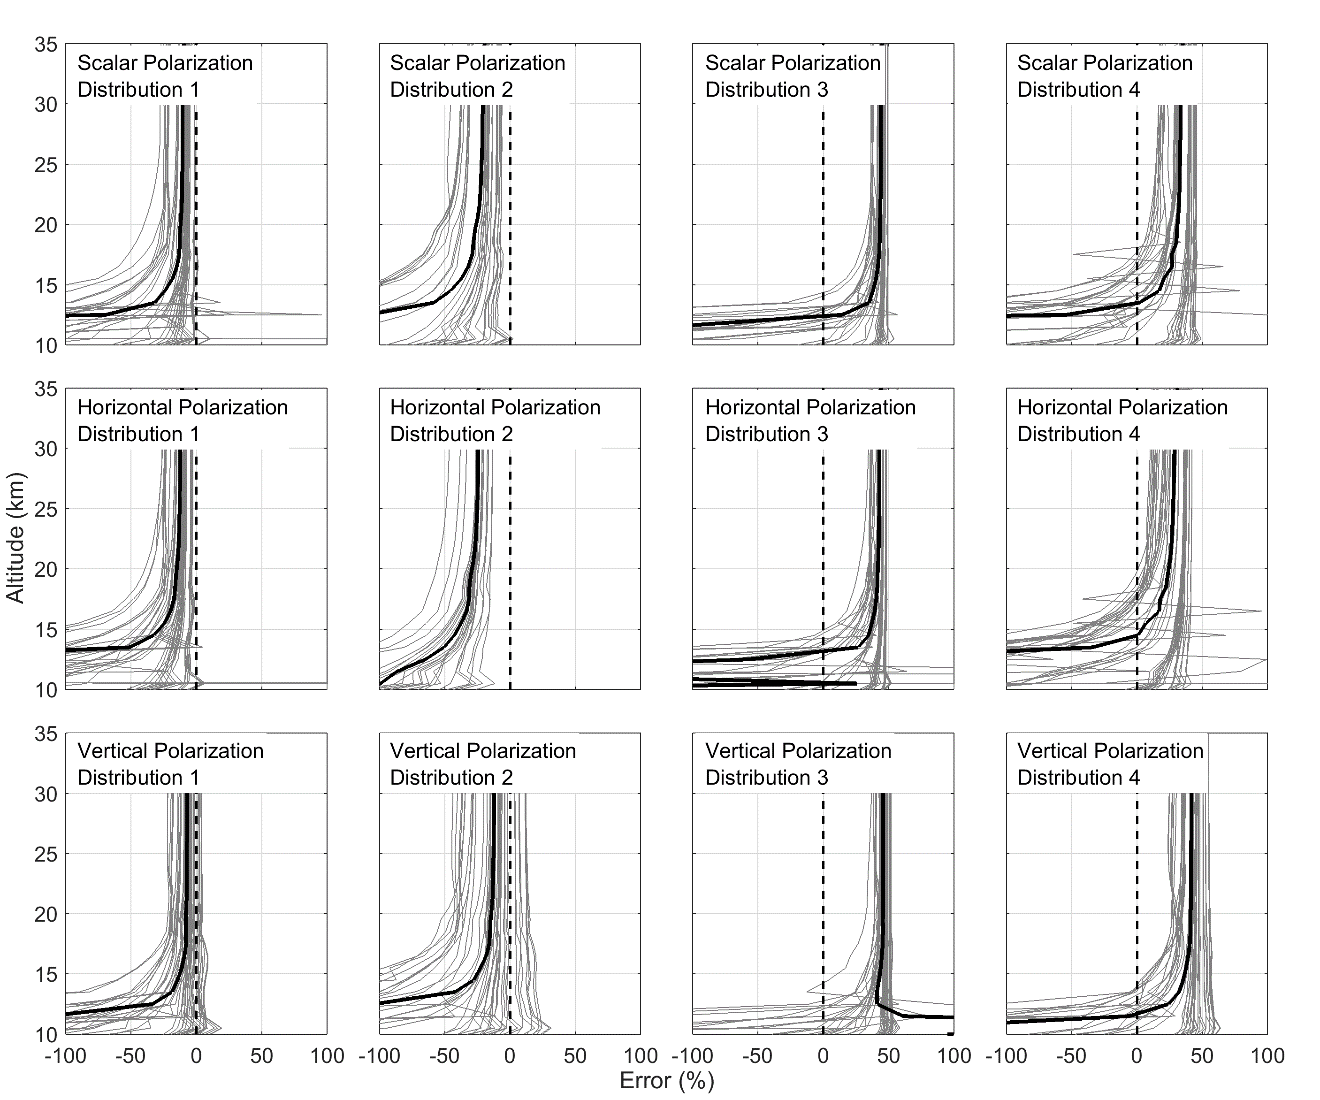 35
30
25
20
15
10
Scalar Polarization
Distribution 1
Scalar Polarization
Distribution 2
Scalar Polarization
Distribution 3
Scalar Polarization
Distribution 4
35
30
25
20
15
10
Horizontal Polarization
Distribution 1
Horizontal Polarization
Distribution 2
Horizontal Polarization
Distribution 3
Horizontal Polarization
Distribution 4
Altitude (km)
35
30
25
20
15
10
Vertical Polarization
Distribution 1
Vertical Polarization
Distribution 2
Vertical Polarization
Distribution 3
Vertical Polarization
Distribution 4
-100 -50 0 50 100
-100 -50 0 50 100
-100 -50 0 50 100
-100 -50 0 50 100
Error (%)